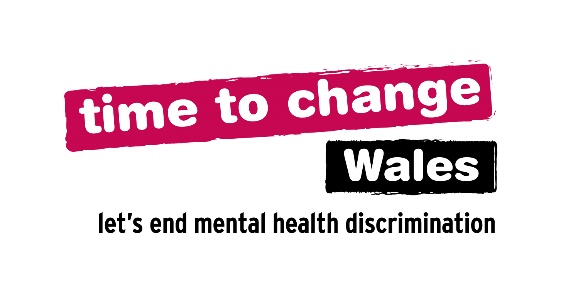 time to change
Wales
let's end mental health discrimination